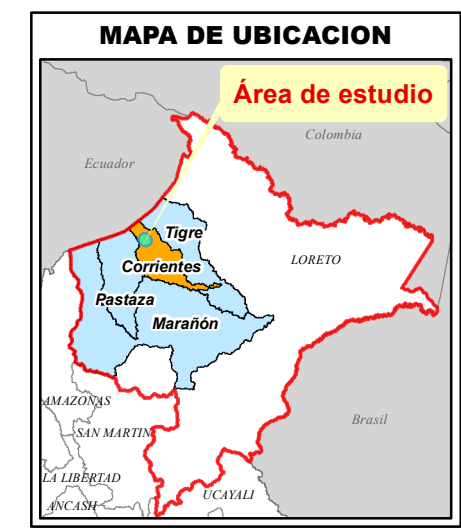 MAPA DE UBICACION
Área de estudio
Colombia
Ecuador
Tigre
LORETO
Corrientes
Pastaza
Marañón
AMAZONAS
Brasil
SAN MARTIN
LA LIBERTAD
UCAYALI
ANCASH